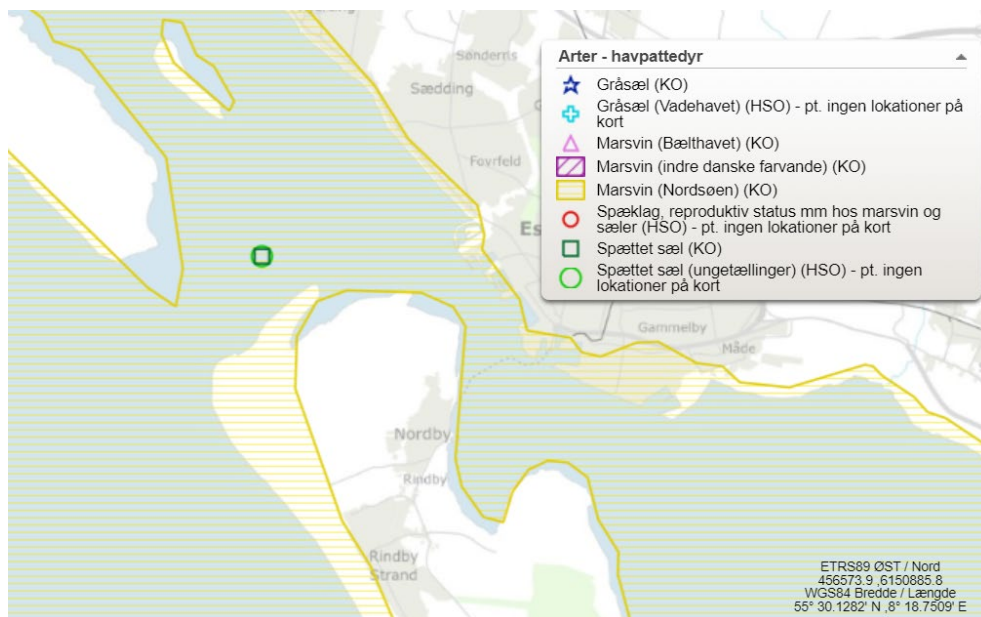 Sønderris
Sædding
Fovrfeld
Es
Gammelby
Måde
Nordby
Rindby
Rindby
Strand
Arter - havpattedyr
Gråsæl (KO)
Gråsæl (Vadehavet) (HSO) - pt. ingen lokationer på
kort
Marsvin (Bælthavet) (KO)
Marsvin (indre danske farvande) (KO)
Marsvin (Nordsøen) (KO)
Spæklag, reproduktiv status mm hos marsvin og
sæler (HSO) - pt. ingen lokationer på kort
Spættet sæl (KO)
Spættet sæl (ungetællinger) (HSO) - pt. ingen
lokationer på kort
ETRS89 ØST / Nord
456573.9 ,6150885.8
WGS84 Bredde / Længde
55° 30.1282' N ,8° 18.7509' E